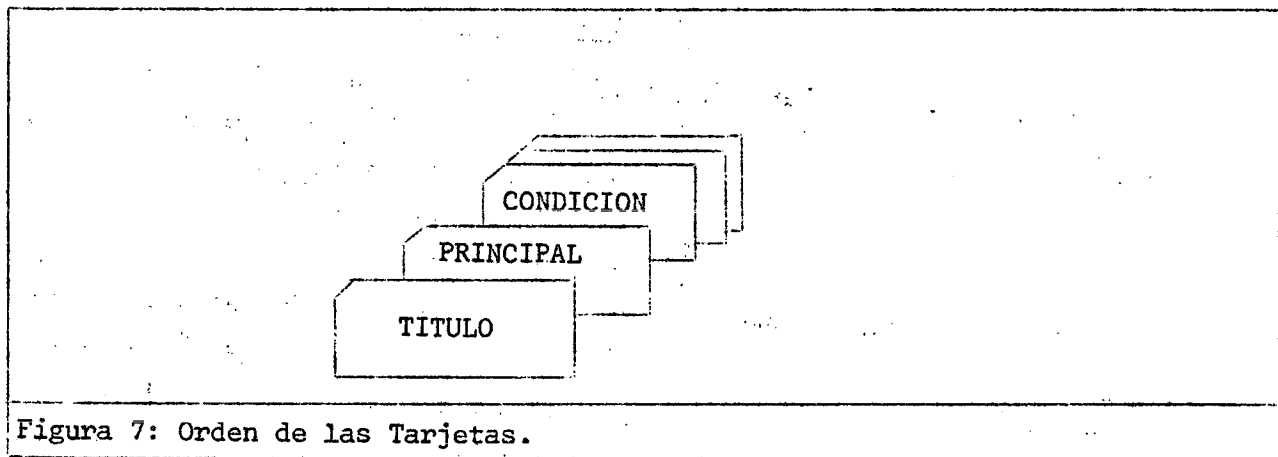 CONDICION
PRINCIPAL
TITULO
Figura 7: Orden de las Tarjetas.